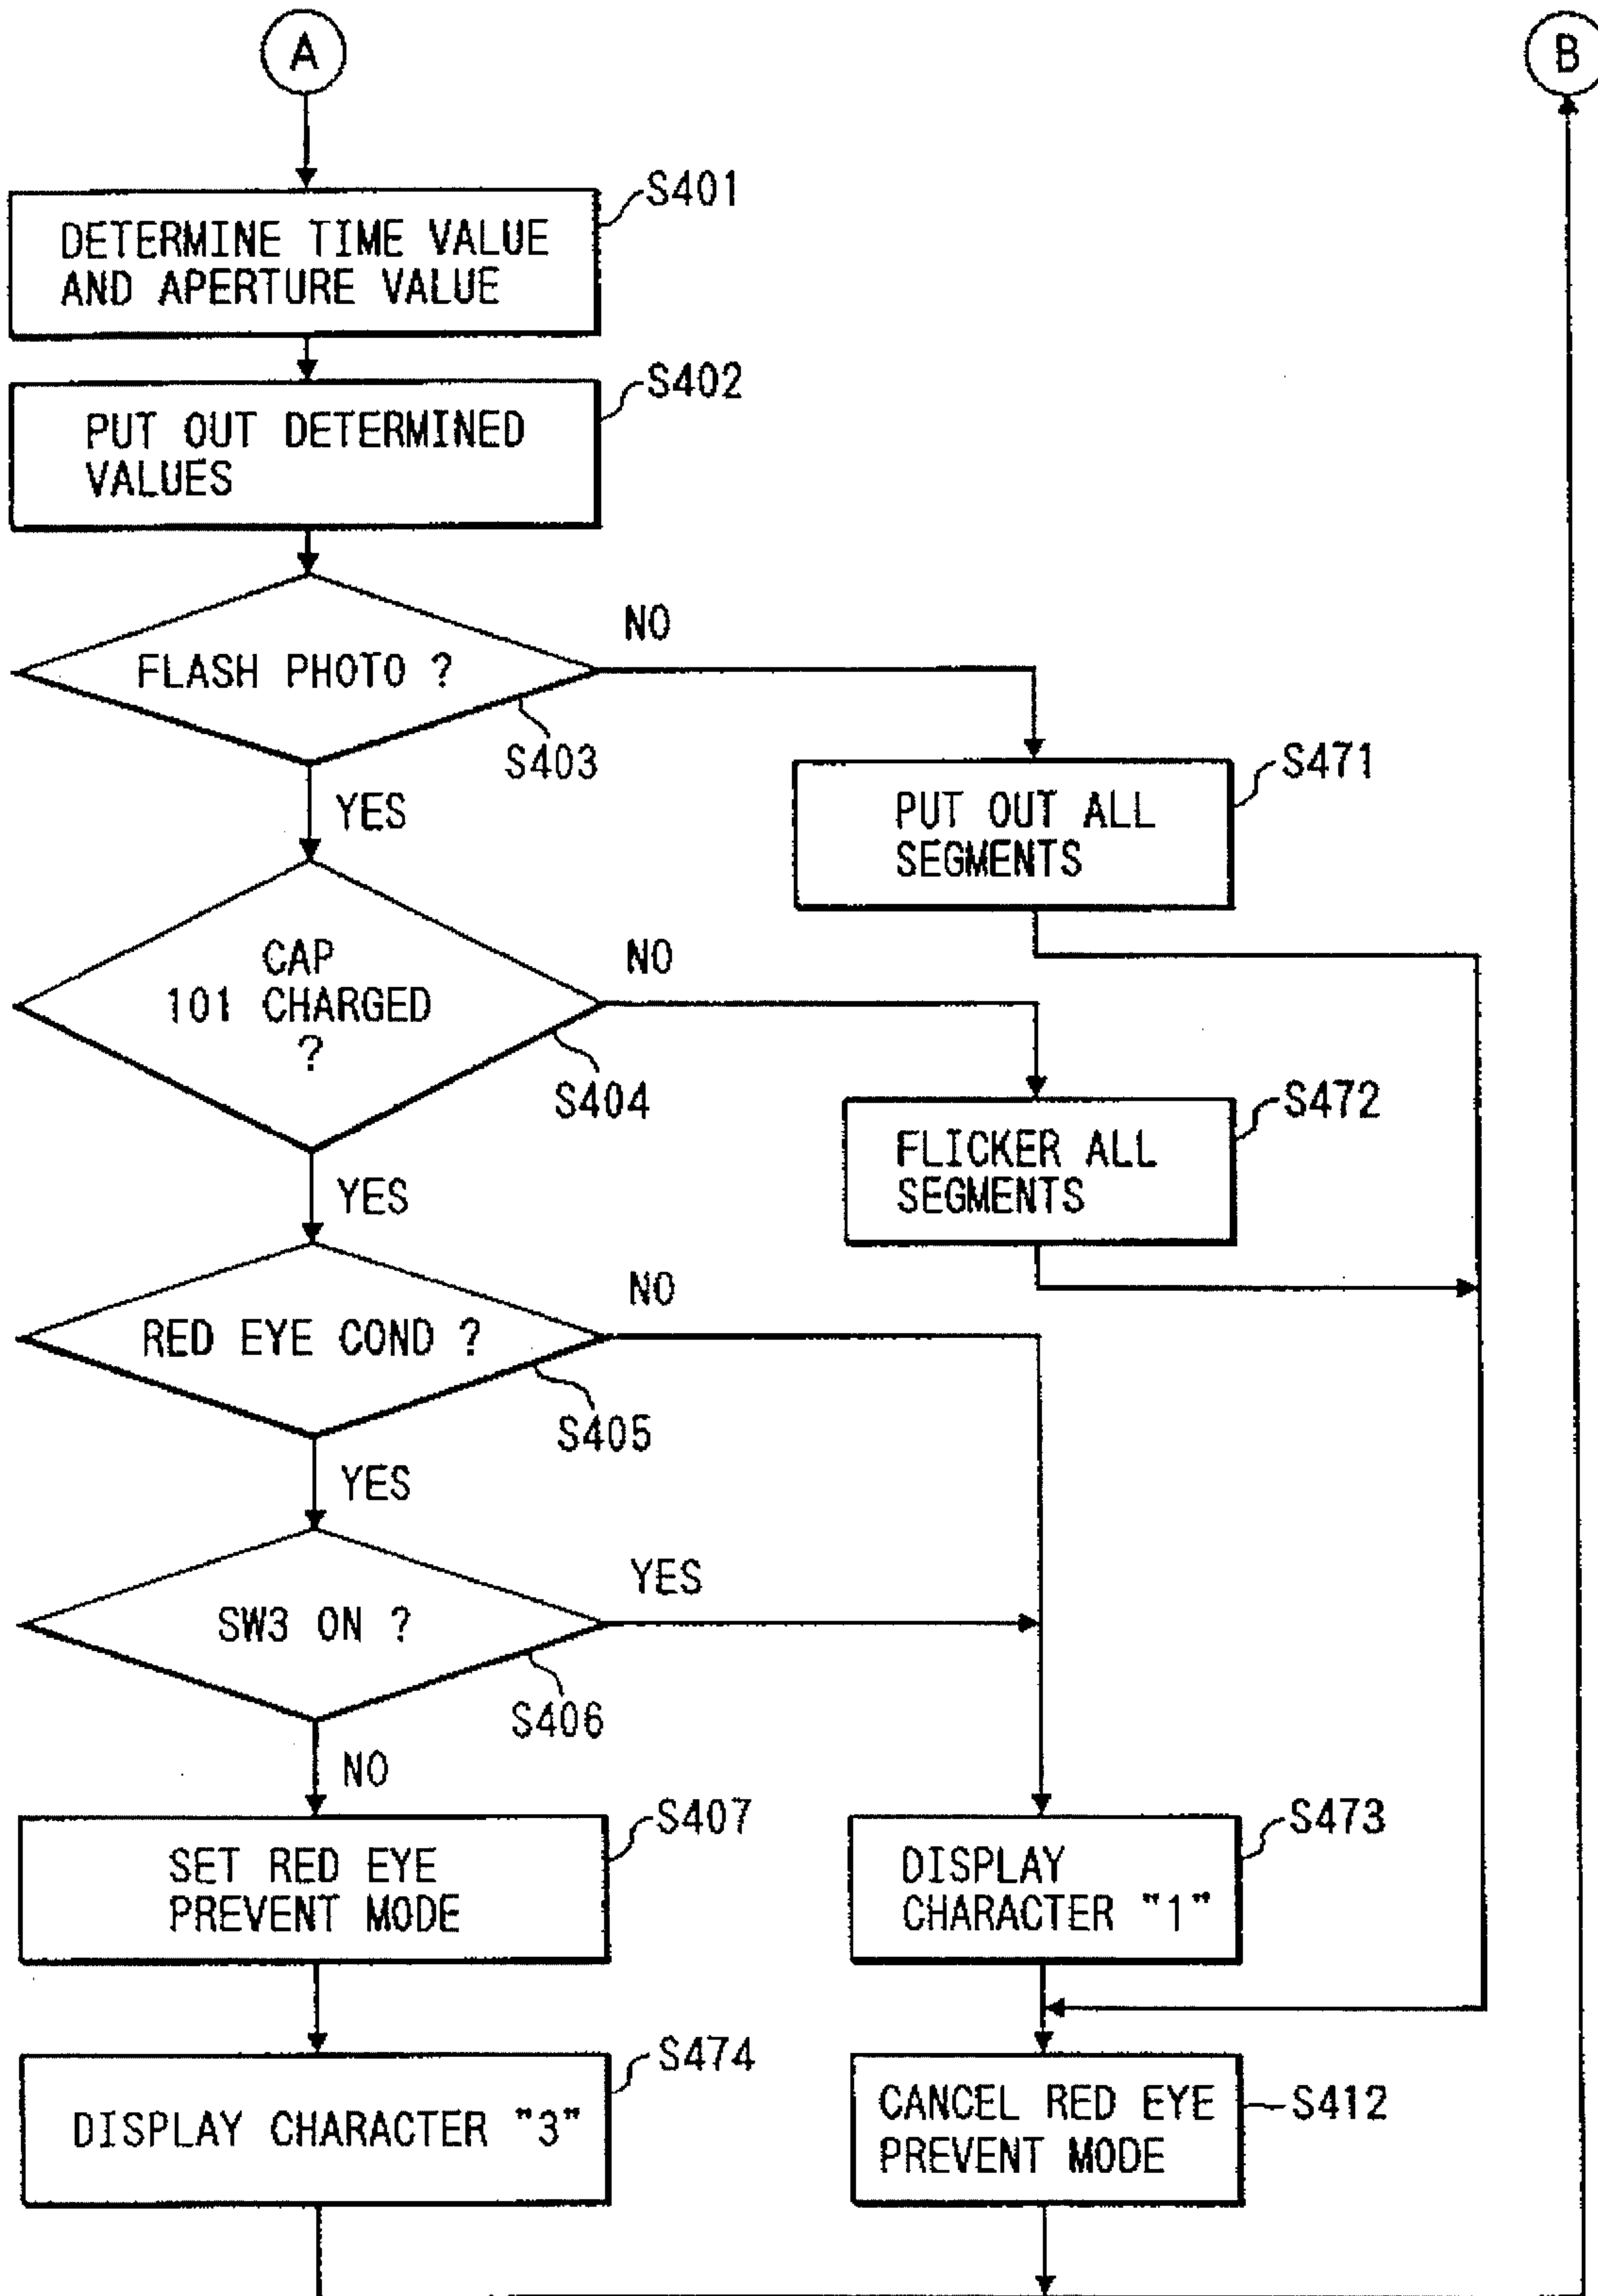 A
B
S401
DETERMINE TIME VALUE
AND APERTURE VALUE
S402
PUT OUT DETERMINED
VALUES
NO
FLASH PHOTO ?
S403
YES
S471
PUT OUT ALL
SEGMENTS
CAP
101 CHARGED
?
NO
S404
YES
S472
FLICKER ALL
SEGMENTS
NO
RED EYE COND ?
S405
YES
YES
SW3 ON ?
S406
NO
S407
SET RED EYE
PREVENT MODE
S473
DISPLAY
CHARACTER "1"
S474
DISPLAY CHARACTER "3"
S412
CANCEL RED EYE
PREVENT MODE